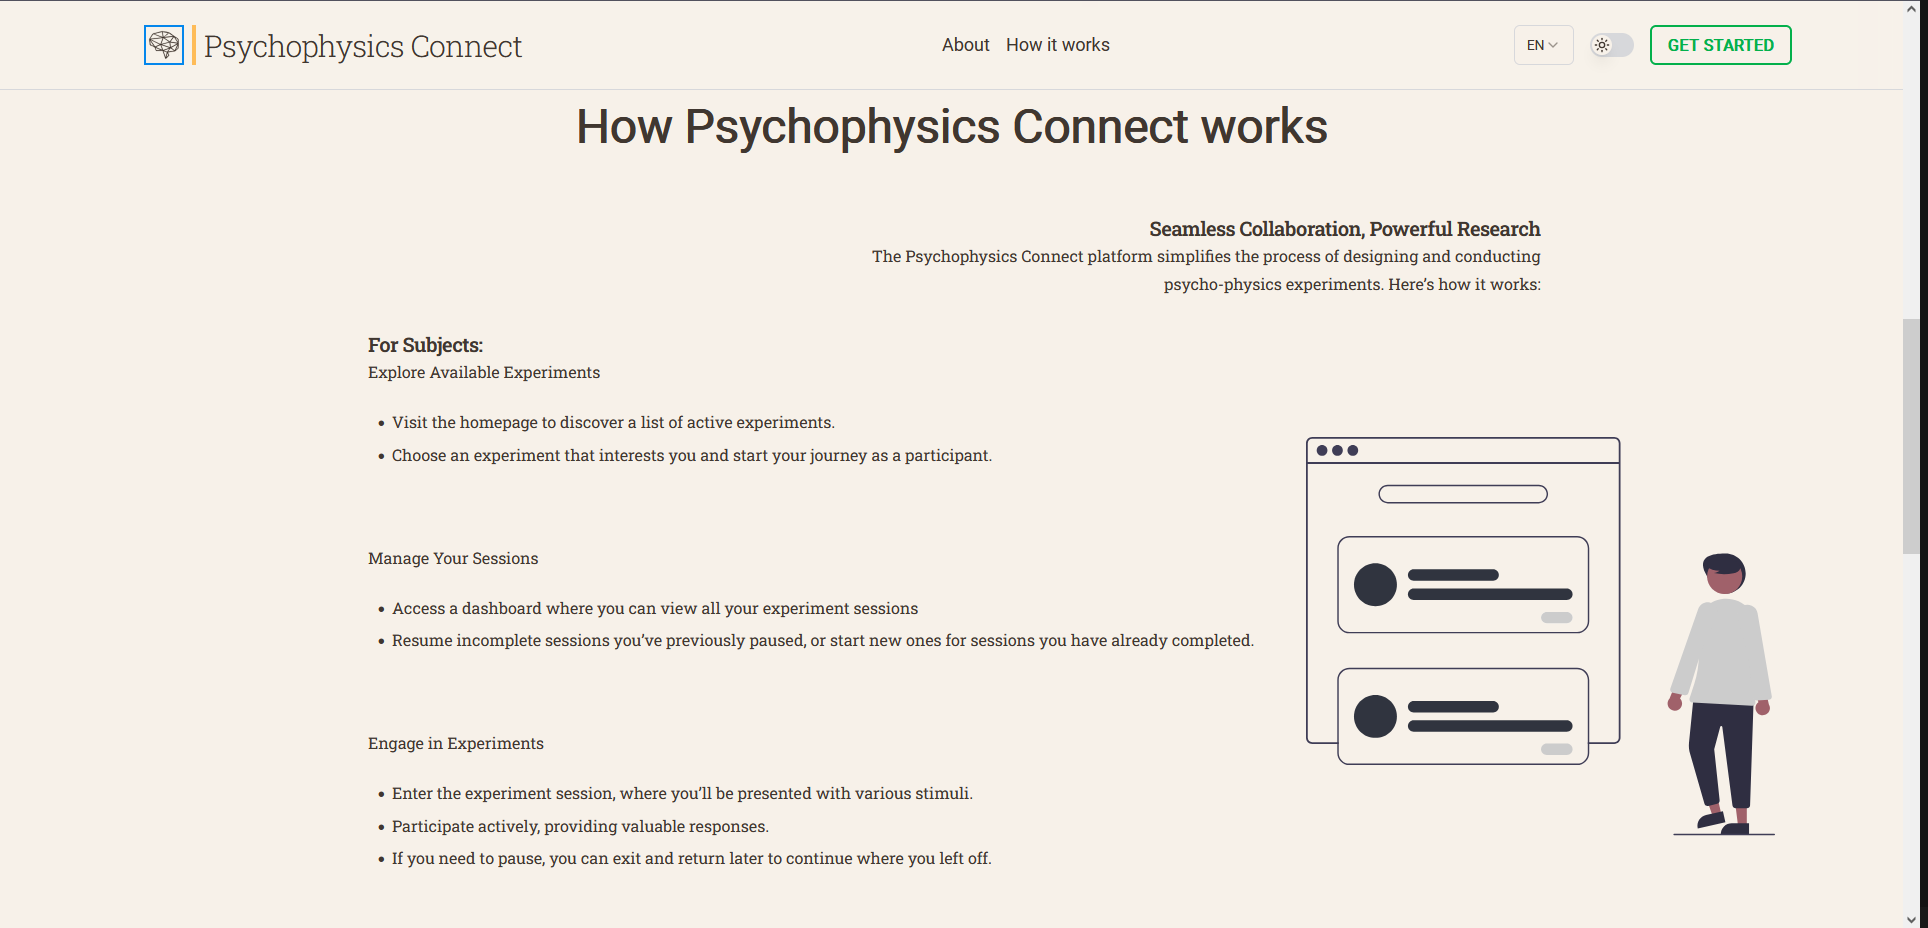 Psychophysics Connect
About
How it works
EN
GET STARTED
How Psychophysics Connect works
Seamless Collaboration, Powerful Research
The Psychophysics Connect platform simplifies the process of designing and conducting
psycho-physics experiments. Here’s how it works:
For Subjects:
Explore Available Experiments
• Visit the homepage to discover a list of active experiments.
• Choose an experiment that interests you and start your journey as a participant.
Manage Your Sessions
• Access a dashboard where you can view all your experiment sessions
• Resume incomplete sessions you’ve previously paused, or start new ones for sessions you have already completed.
Engage in Experiments
• Enter the experiment session, where you’ll be presented with various stimuli.
• Participate actively, providing valuable responses.
• If you need to pause, you can exit and return later to continue where you left off.